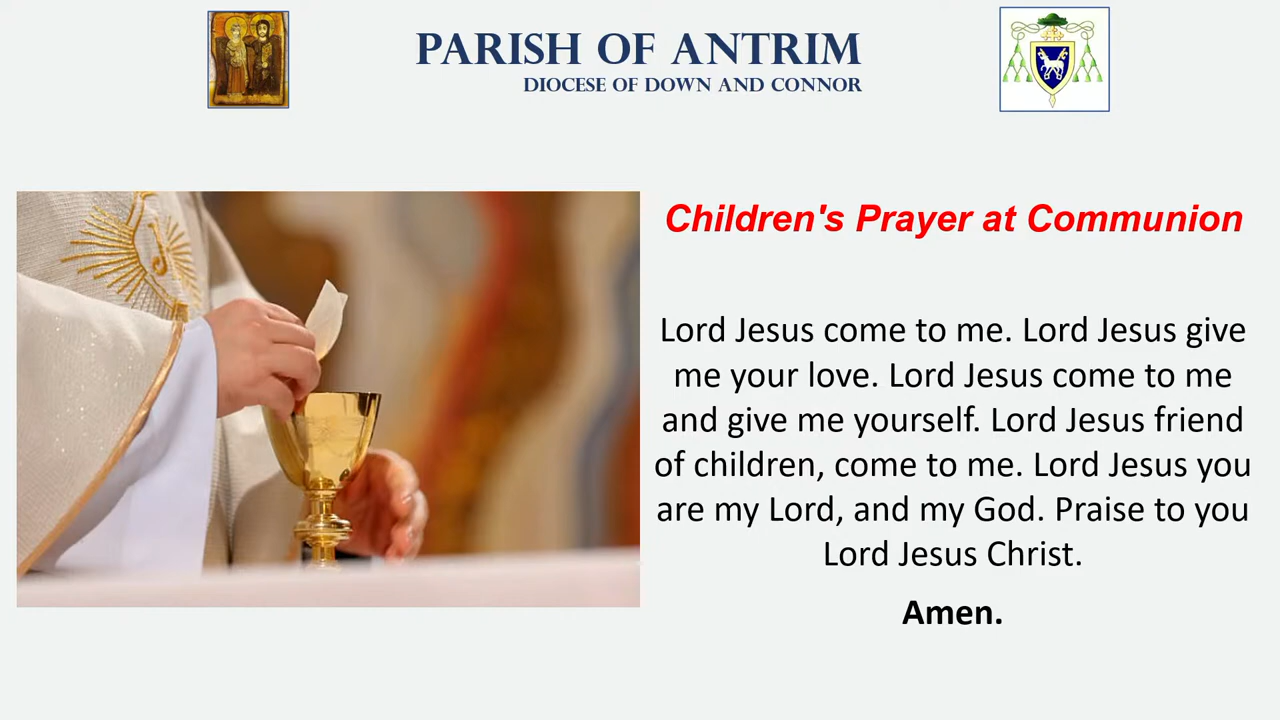 PARISH OF ANTRIM
DIOCESE OF DOWN AND CONNOR
Children's Prayer at Communion
Lord Jesus come to me. Lord Jesus give
me your love. Lord Jesus come to me
and give me yourself. Lord Jesus friend
of children, come to me. Lord Jesus you
are my Lord, and my God. Praise to you
Lord Jesus Christ.
Amen.